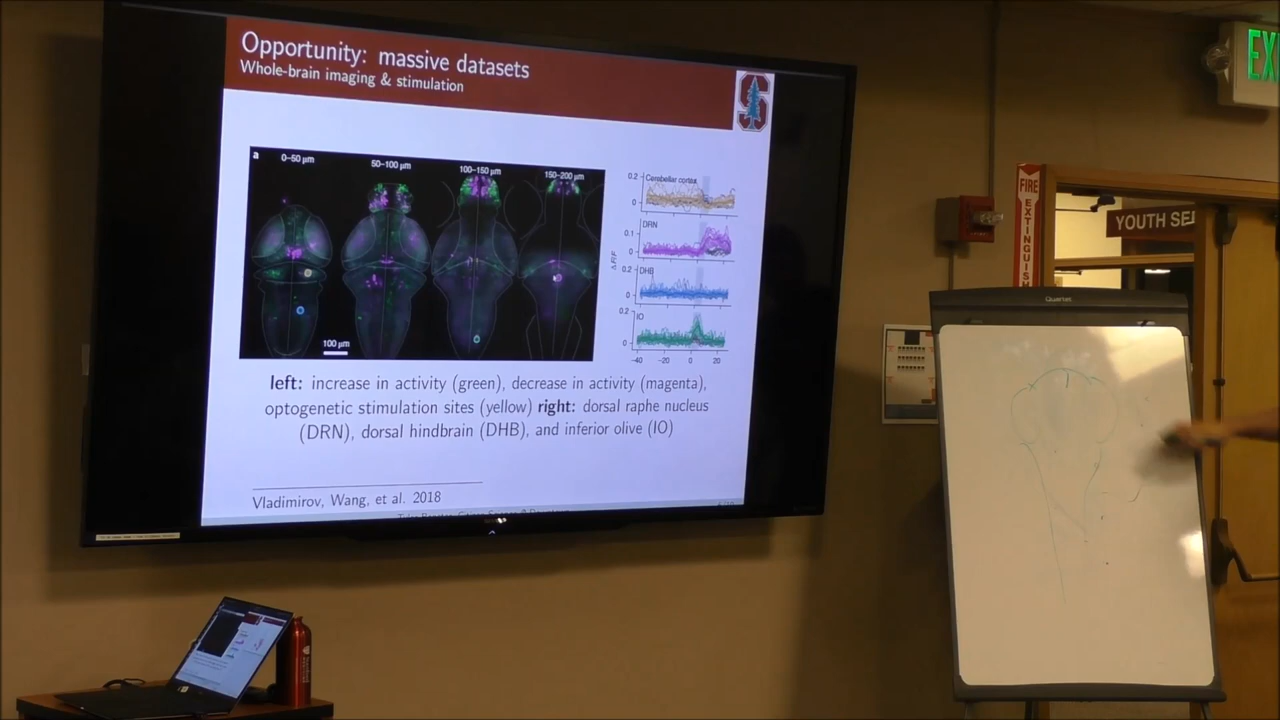 Opportunity: massive datasets
Whole-brain imaging & stimulation
S
a
0–50 µm
50–100 µm
100–150 µm
150–200 µm
100 µm
0.2
0
Cerebellar cortex
0.1
0
DRN
ΔF/F
0.2
0
DHB
0.2
0
IO
−40 −20 0 20
left: increase in activity (green), decrease in activity (magenta),
optogenetic stimulation sites (yellow) right: dorsal raphe nucleus
(DRN), dorsal hindbrain (DHB), and inferior olive (IO)
Vladimirov, Wang, et al. 2018
EX
FIRE
EXTINGUIS
YOUTH SE
Quartet